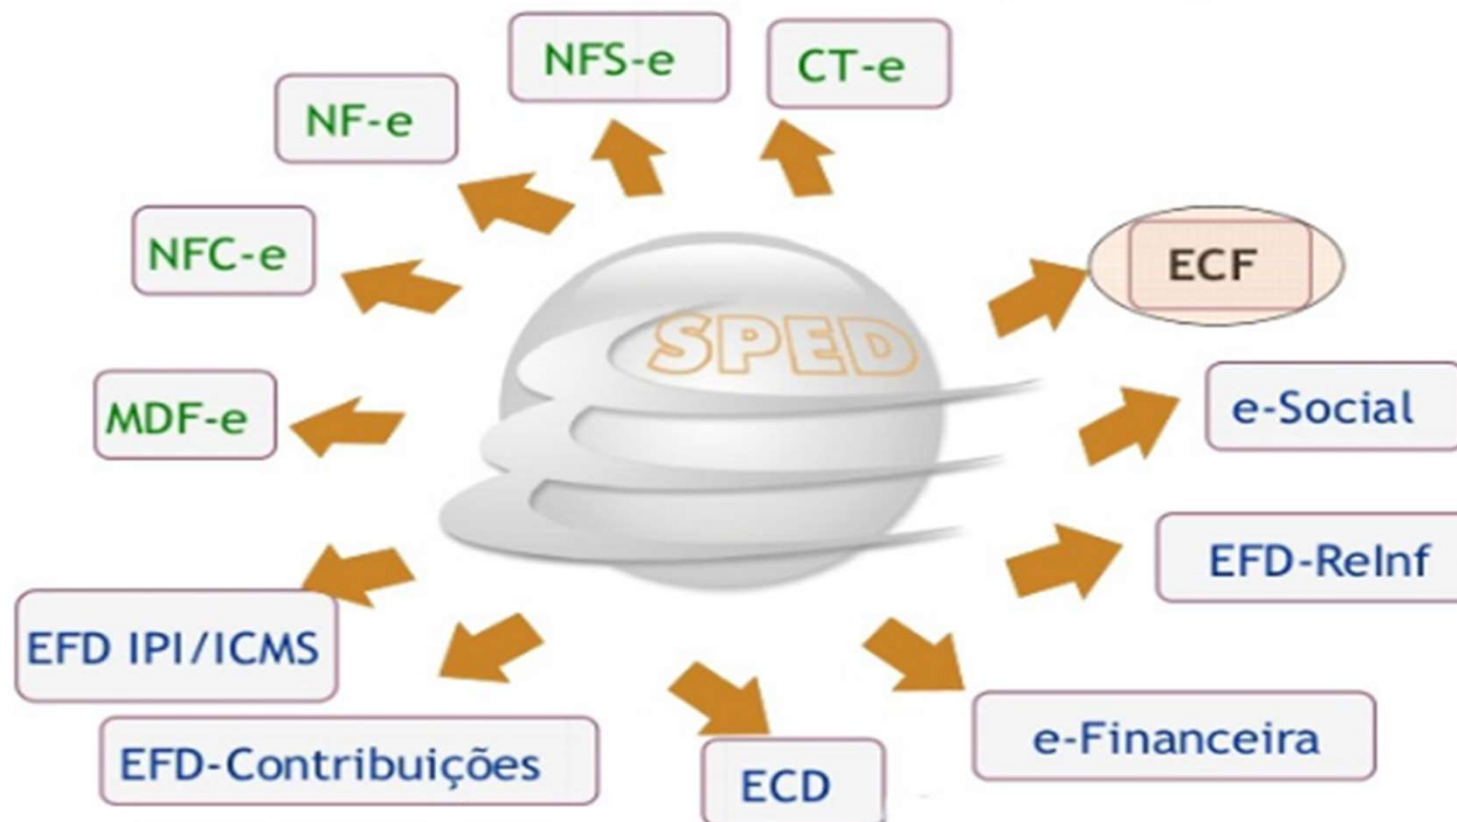 NFS-e
CT-e
NF-e
NFC-e
ECF
SPED
MDF-e
e-Social
EFD-ReInf
EFD IPI/ICMS
EFD-Contribuições
ECD
e-Financeira